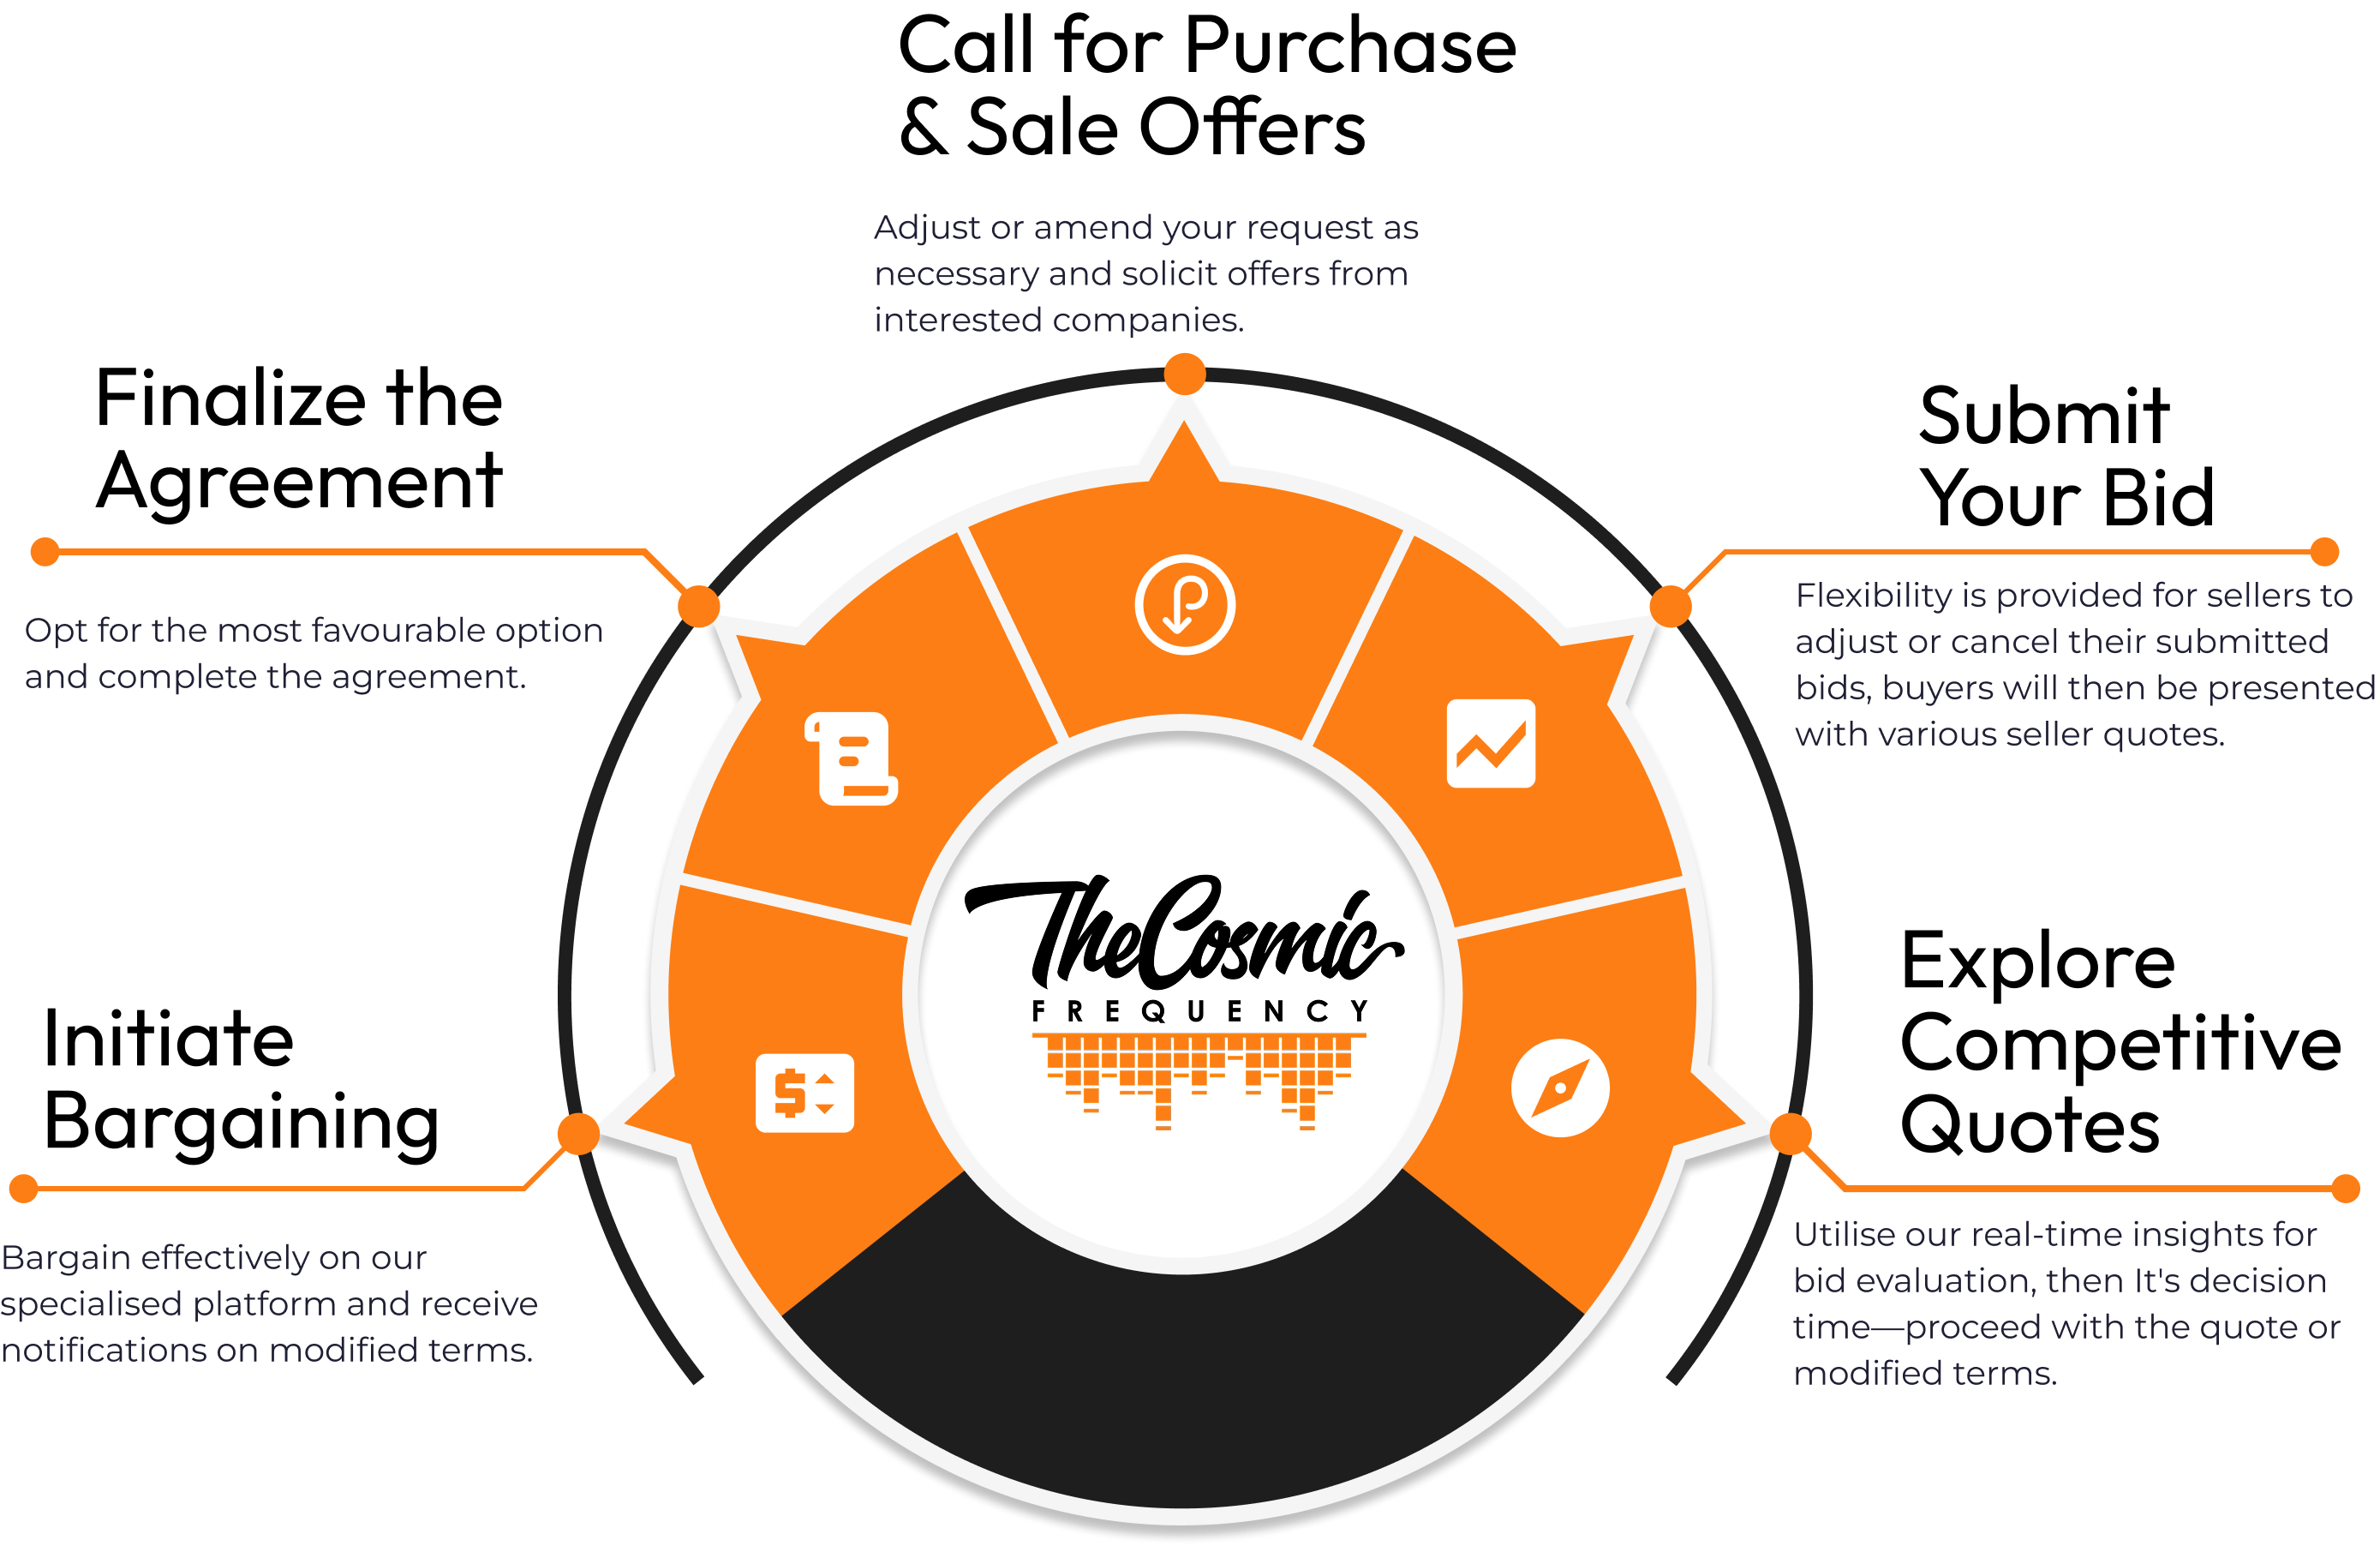 Call for Purchase
& Sale Offers
Adjust or amend your request as
necessary and solicit offers from
interested companies.
Finalize the
Agreement
Opt for the most favourable option
and complete the agreement.
Submit
Your Bid
Flexibility is provided for sellers to
adjust or cancel their submitted
bids, buyers will then be presented
with various seller quotes.
The Cosmic
FREQUENCY
Initiate
Bargaining
Bargain effectively on our
specialised platform and receive
notifications on modified terms.
Explore
Competitive
Quotes
Utilise our real-time insights for
bid evaluation, then It's decision
time—proceed with the quote or
modified terms.